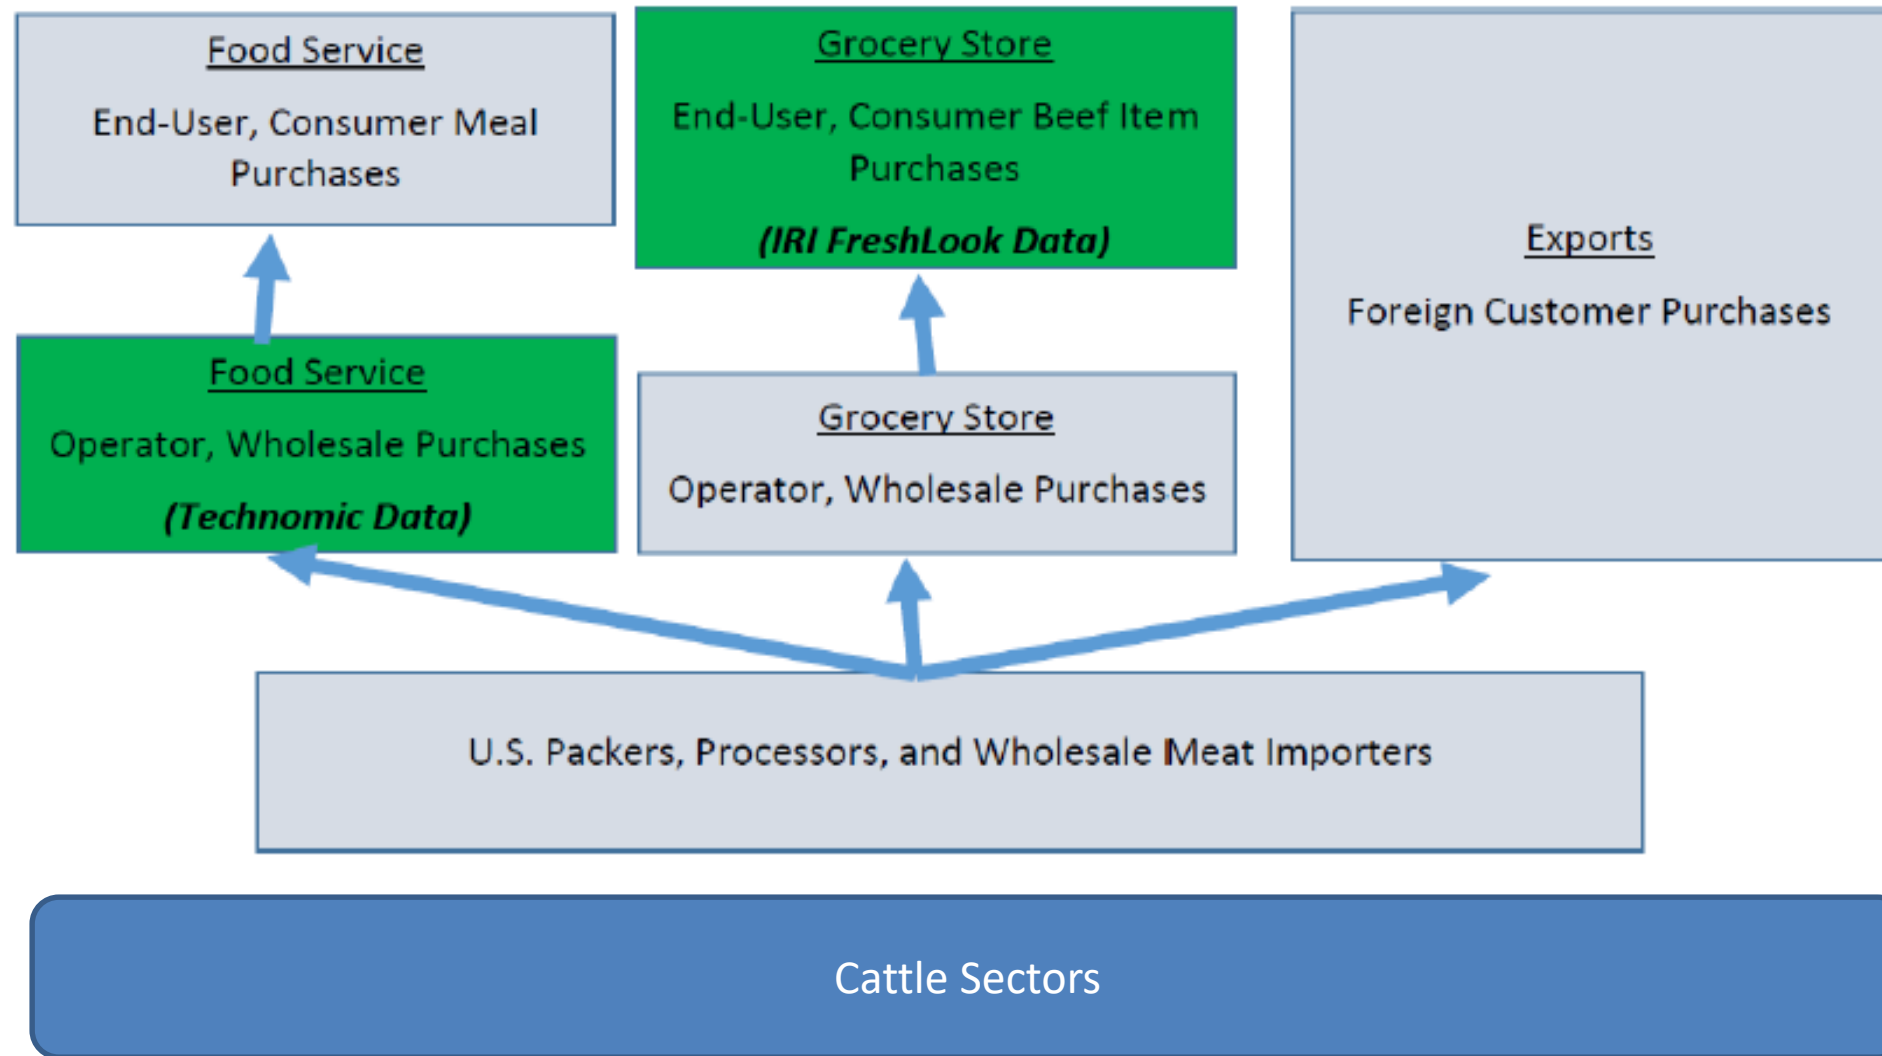 Food Service
End-User, Consumer Meal
Purchases
Grocery Store
End-User, Consumer Beef Item
Purchases
(IRI FreshLook Data)
Exports
Foreign Customer Purchases
Food Service
Operator, Wholesale Purchases
(Technomic Data)
Grocery Store
Operator, Wholesale Purchases
U.S. Packers, Processors, and Wholesale Meat Importers
Cattle Sectors